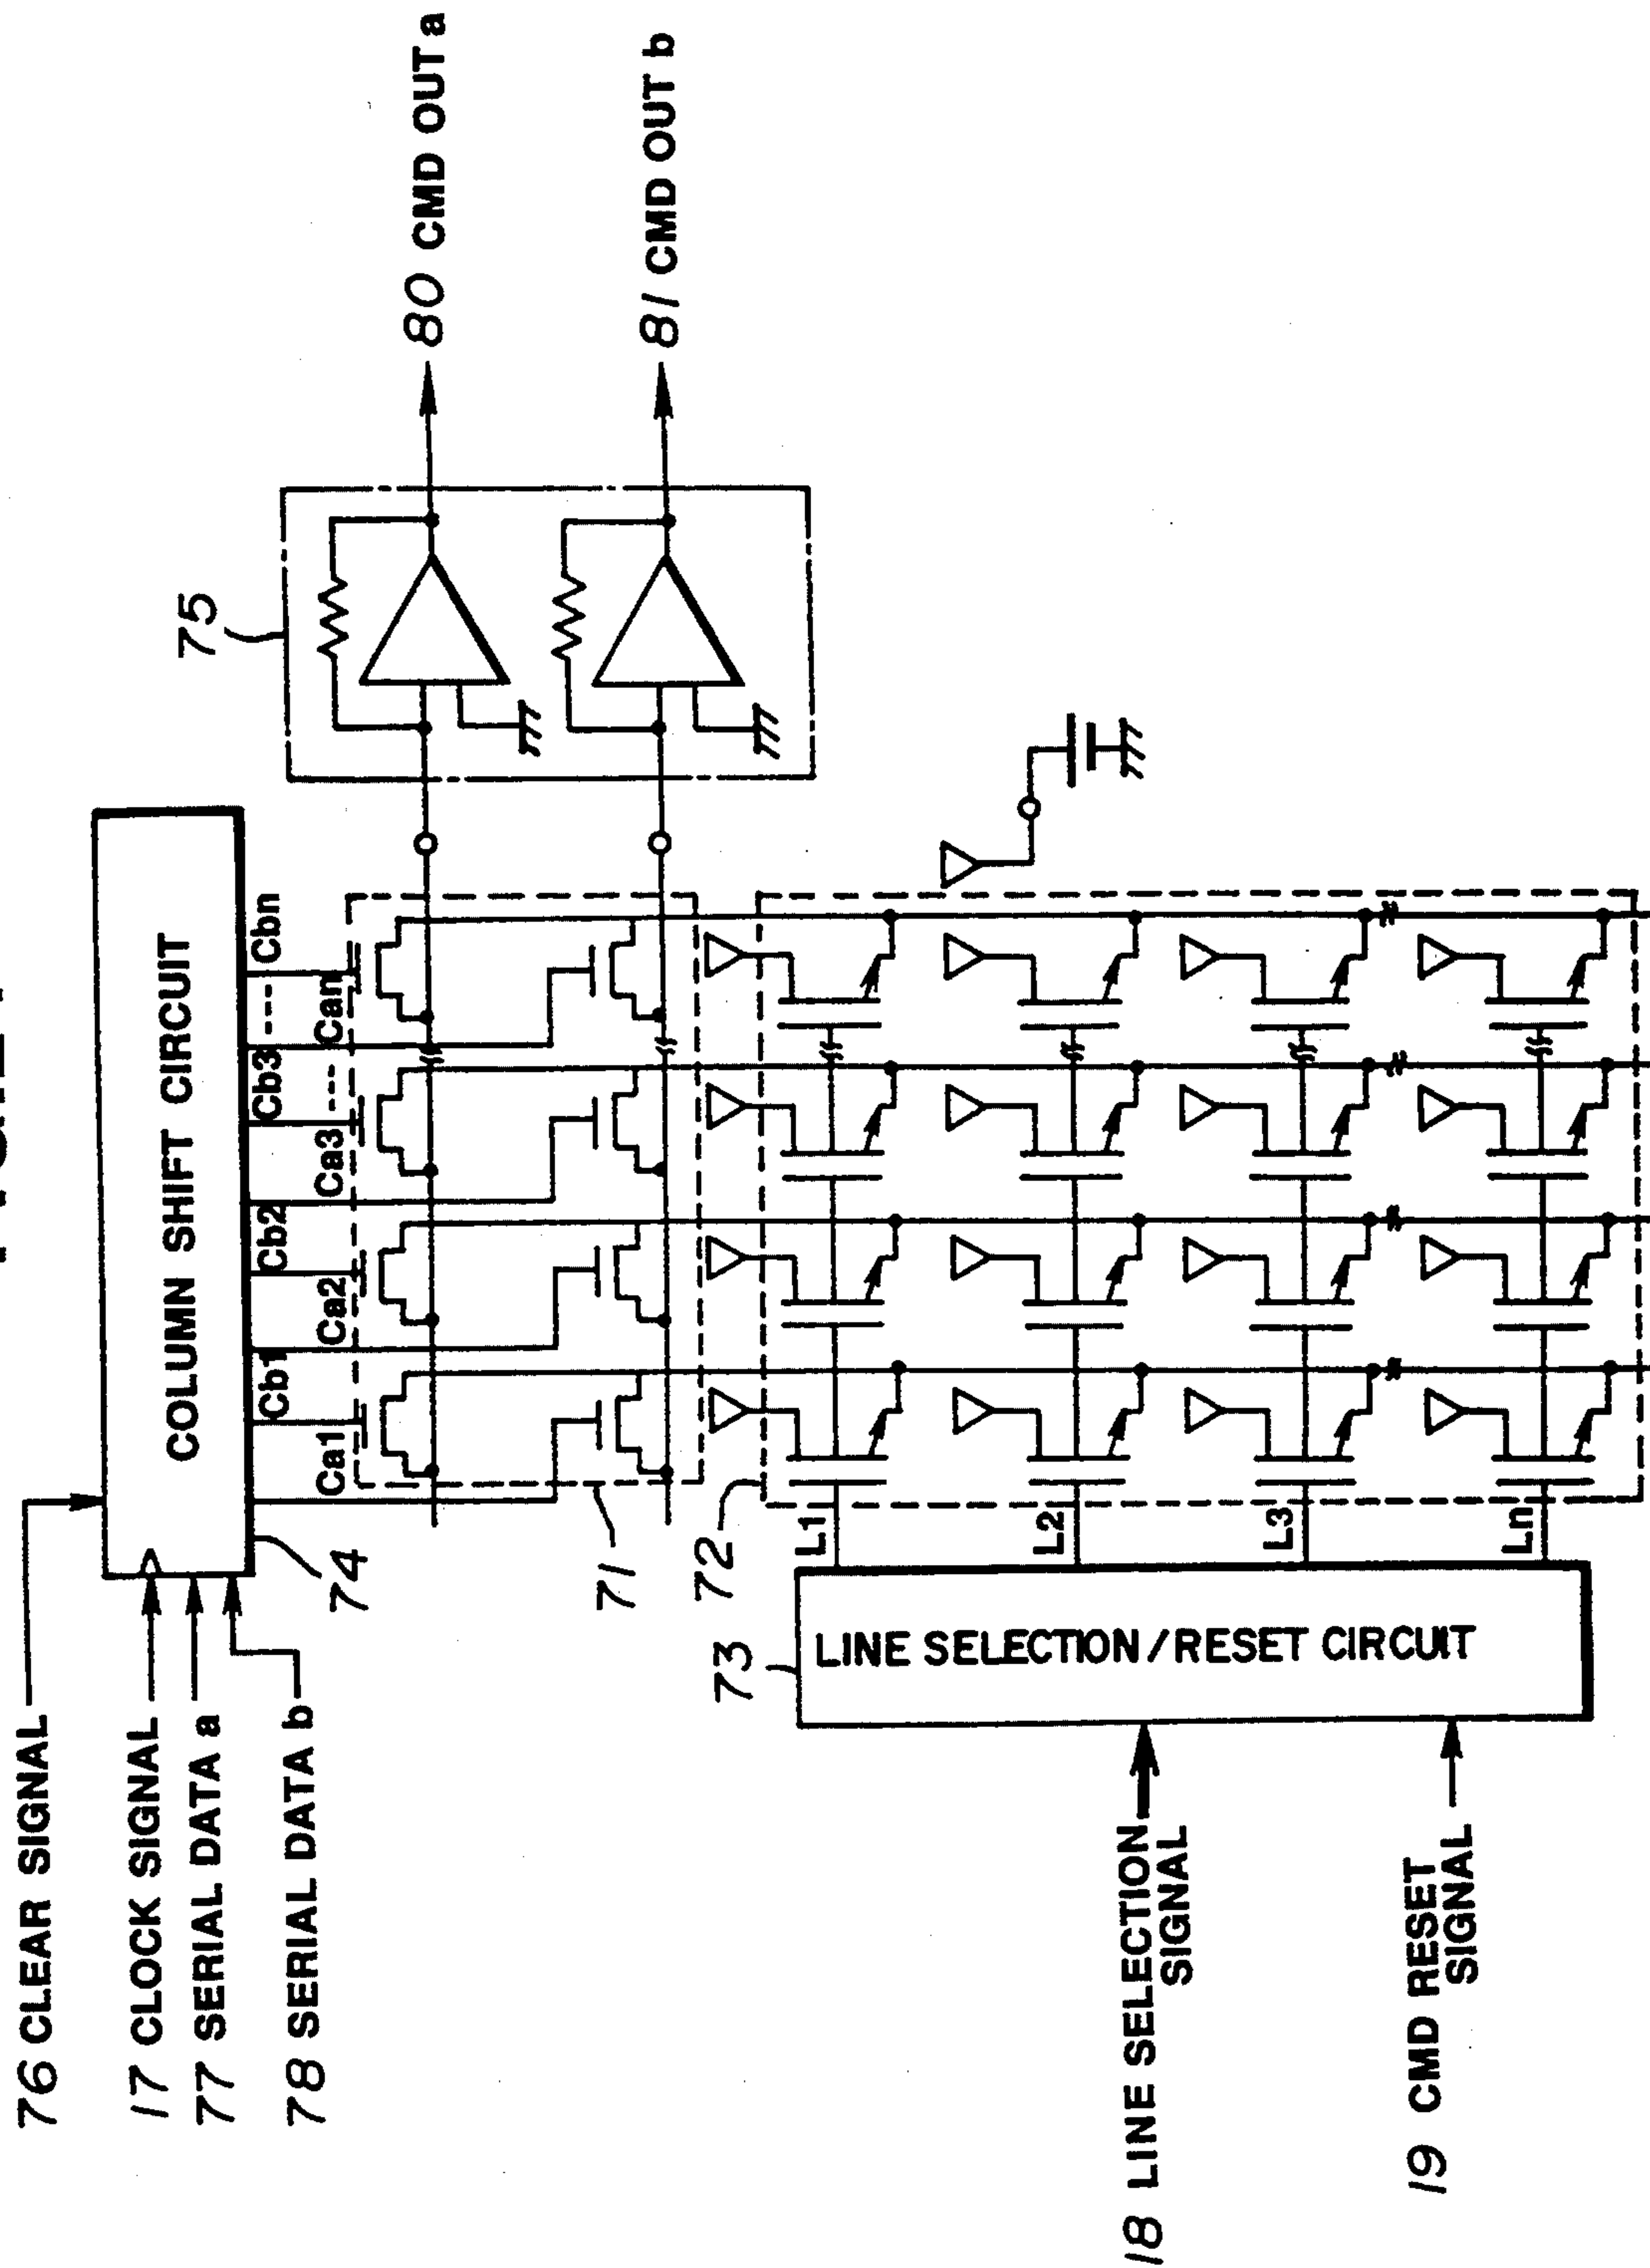 76 CLEAR SIGNAL
17 CLOCK SIGNAL
77 SERIAL DATA a
78 SERIAL DATA b
COLUMN SHIFT CIRCUIT
74
Cb1 Cb2 Cb3 ---- Cbn
Ca1 Ca2 Ca3 --- Can
75
80 CMD OUT a
81 CMD OUT b
71
72
73
LINE SELECTION/RESET CIRCUIT
L1
L2
L3
Ln
18 LINE SELECTION
SIGNAL
19 CMD RESET
SIGNAL